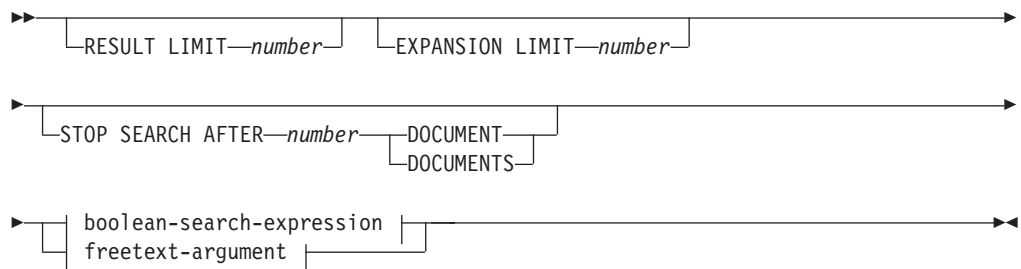 RESULT LIMIT number EXPANSION LIMIT number
STOP SEARCH AFTER number DOCUMENT
DOCUMENTS
boolean-search-expression
freetext-argument